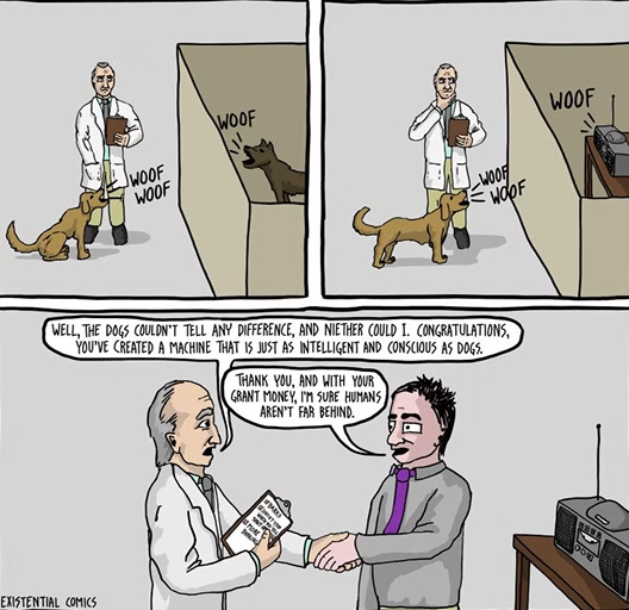 WOOF
WOOF
WOOF
WOOF
WOOF
WOOF
WELL, THE DOGS COULDN'T TELL ANY DIFFERENCE, AND NIETHER COULD I. CONGRATULATIONS,
YOU'VE CREATED A MACHINE THAT IS JUST AS INTELLIGENT AND CONSCIOUS AS DOGS.
THANK YOU, AND WITH YOUR
GRANT MONEY, I'M SURE HUMANS
AREN'T FAR BEHIND.
EXISTENTIAL COMICS